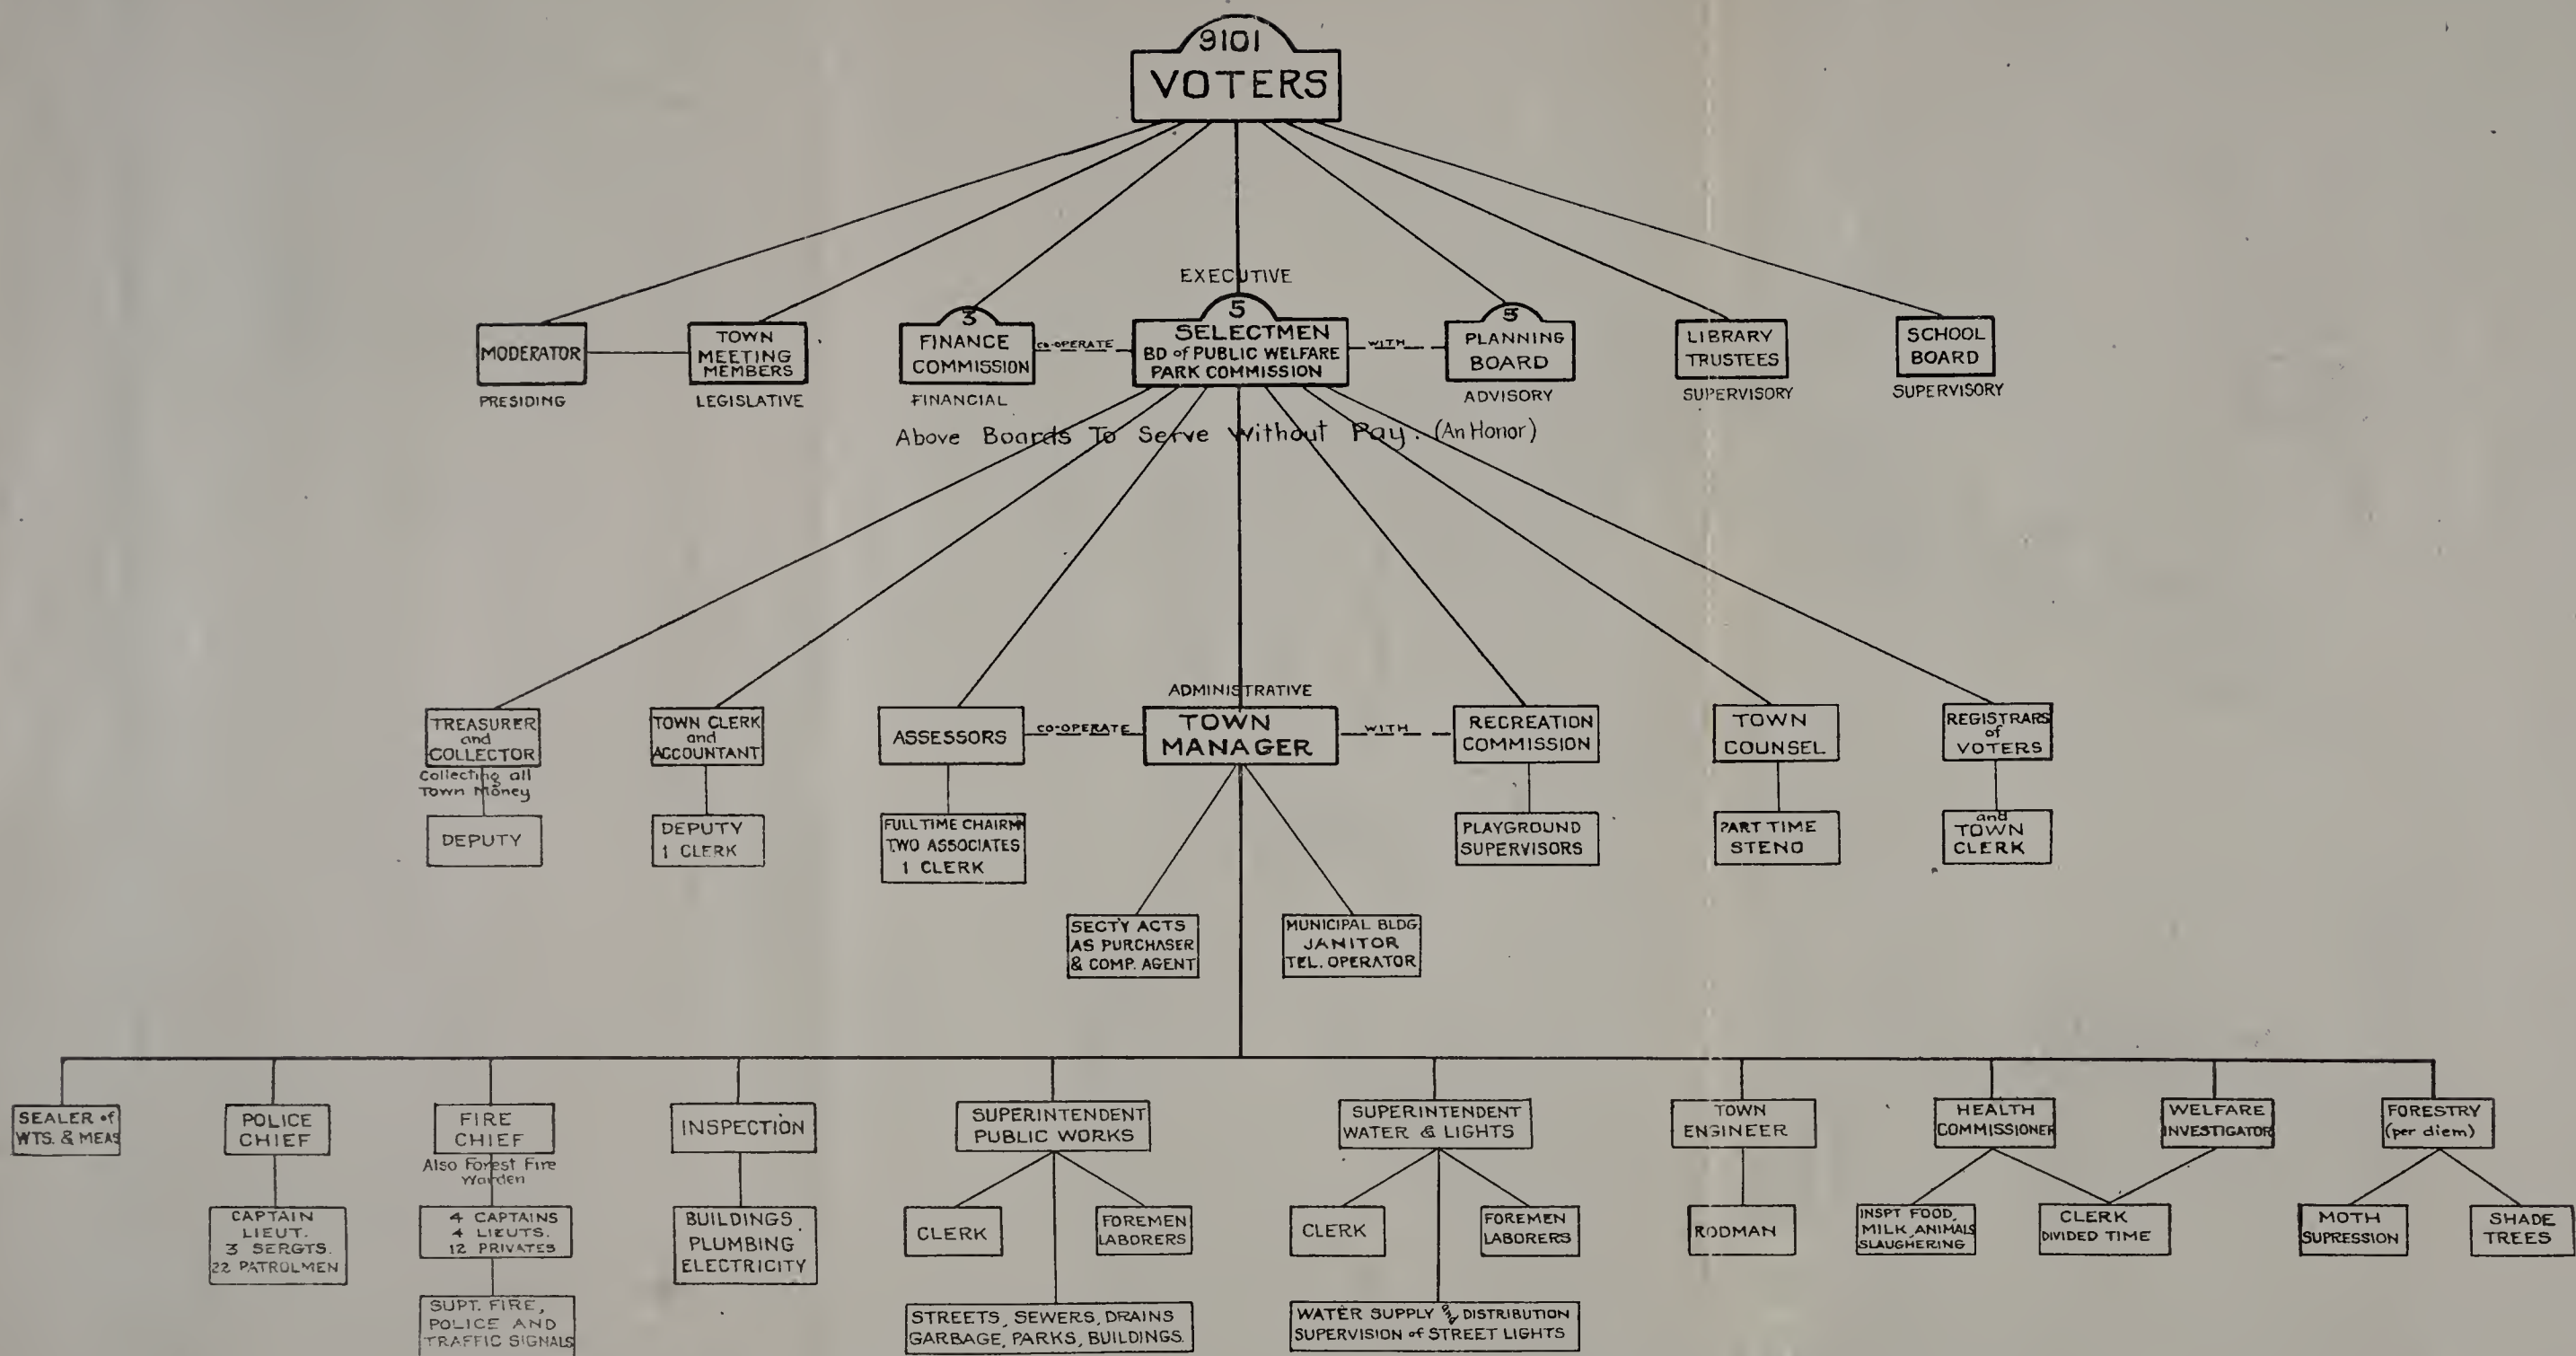 9101
VOTERS
EXECUTIVE
MODERATOR
PRESIDING
TOWN
MEETING
MEMBERS
LEGISLATIVE
3
FINANCE
COMMISSION
FINANCIAL
CO-OPERATE
5
SELECTMEN
BD of PUBLIC WELFARE
PARK COMMISSION
WITH
5
PLANNING
BOARD
ADVISORY
LIBRARY
TRUSTEES
SUPERVISORY
SCHOOL
BOARD
SUPERVISORY
Above Boards To Serve Without Pay. (An Honor)
ADMINISTRATIVE
TREASURER
and
COLLECTOR
Collecting all
Town Money
DEPUTY
TOWN CLERK
and
ACCOUNTANT
DEPUTY
1 CLERK
ASSESSORS
FULL TIME CHAIRMN
TWO ASSOCIATES
1 CLERK
CO-OPERATE
TOWN
MANAGER
WITH
RECREATION
COMMISSION
PLAYGROUND
SUPERVISORS
TOWN
COUNSEL
PART TIME
STENO
REGISTRARS
of
VOTERS
and
TOWN
CLERK
SECT'Y ACTS
AS PURCHASER
& COMP. AGENT
MUNICIPAL BLDG.
JANITOR
TEL. OPERATOR
SEALER of
WTS. & MEAS
POLICE
CHIEF
CAPTAIN
LIEUT.
3 SERGTS.
22 PATROLMEN
FIRE
CHIEF
Also Forest Fire
Warden
4 CAPTAINS
4 LIEUTS.
12 PRIVATES
SUPT. FIRE,
POLICE AND
TRAFFIC SIGNALS
INSPECTION
BUILDINGS.
PLUMBING
ELECTRICITY
SUPERINTENDENT
PUBLIC WORKS
CLERK
FOREMEN
LABORERS
STREETS, SEWERS, DRAINS
GARBAGE, PARKS, BUILDINGS.
SUPERINTENDENT
WATER & LIGHTS
CLERK
FOREMEN
LABORERS
WATER SUPPLY and DISTRIBUTION
SUPERVISION of STREET LIGHTS
TOWN
ENGINEER
RODMAN
HEALTH
COMMISSIONER
INSPT FOOD,
MILK, ANIMALS
SLAUGHERING
WELFARE
INVESTIGATOR
CLERK
DIVIDED TIME
FORESTRY
(per diem)
MOTH
SUPRESSION
SHADE
TREES